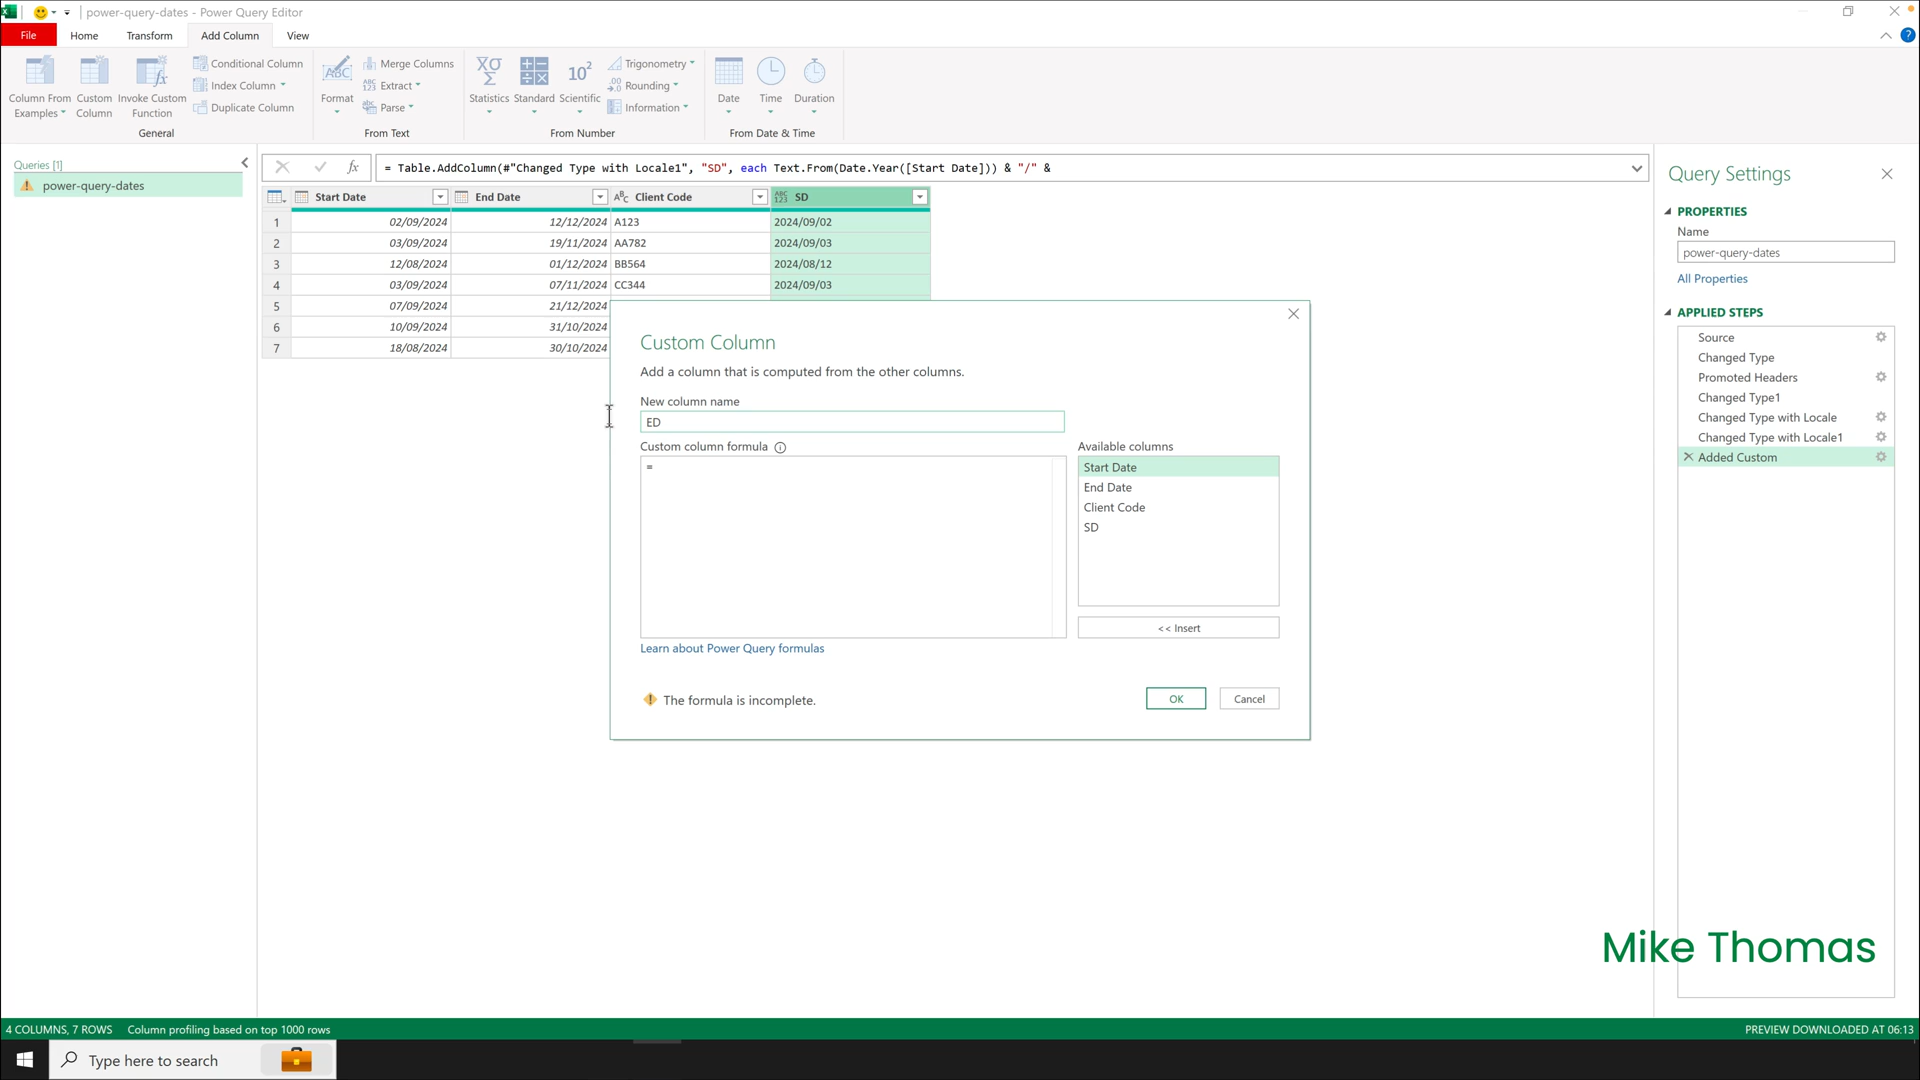 power-query-dates - Power Query Editor
File
Home
Transform
Add Column
View
Column From
Examples
Custom
Column
Invoke Custom
Function
Conditional Column
Index Column
Duplicate Column
General
ABC
Format
Merge Columns
ABC
123
Extract
abc
Parse
From Text
Statistics
Standard
10²
Scientific
Trigonometry
.00
Rounding
Information
From Number
Date
Time
Duration
From Date & Time
Queries [1]
power-query-dates
fx
= Table.AddColumn(#"Changed Type with Locale1", "SD", each Text.From(Date.Year([Start Date])) & "/" &
Start Date
End Date
Client Code
ABC
123
SD
1 02/09/2024 12/12/2024 A123 2024/09/02
2 03/09/2024 19/11/2024 AA782 2024/09/03
3 12/08/2024 01/12/2024 BB564 2024/08/12
4 03/09/2024 07/11/2024 CC344 2024/09/03
5 07/09/2024 21/12/2024
6 10/09/2024 31/10/2024
7 18/08/2024 30/10/2024
Custom Column
Add a column that is computed from the other columns.
New column name
ED
Custom column formula
=
Available columns
Start Date
End Date
Client Code
SD
<< Insert
Learn about Power Query formulas
The formula is incomplete.
OK
Cancel
Query Settings
PROPERTIES
Name
power-query-dates
All Properties
APPLIED STEPS
Source
Changed Type
Promoted Headers
Changed Type1
Changed Type with Locale
Changed Type with Locale1
Added Custom
Mike Thomas
4 COLUMNS, 7 ROWS
Column profiling based on top 1000 rows
PREVIEW DOWNLOADED AT 06:13
Type here to search